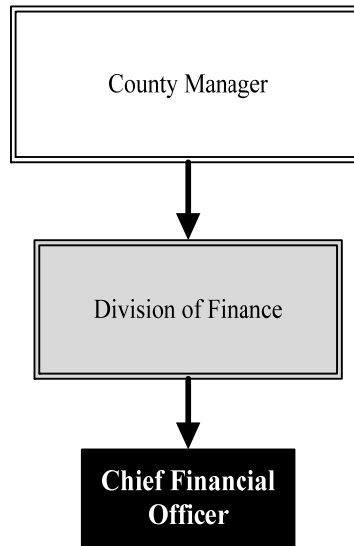 County Manager
Division of Finance
Chief Financial
Officer